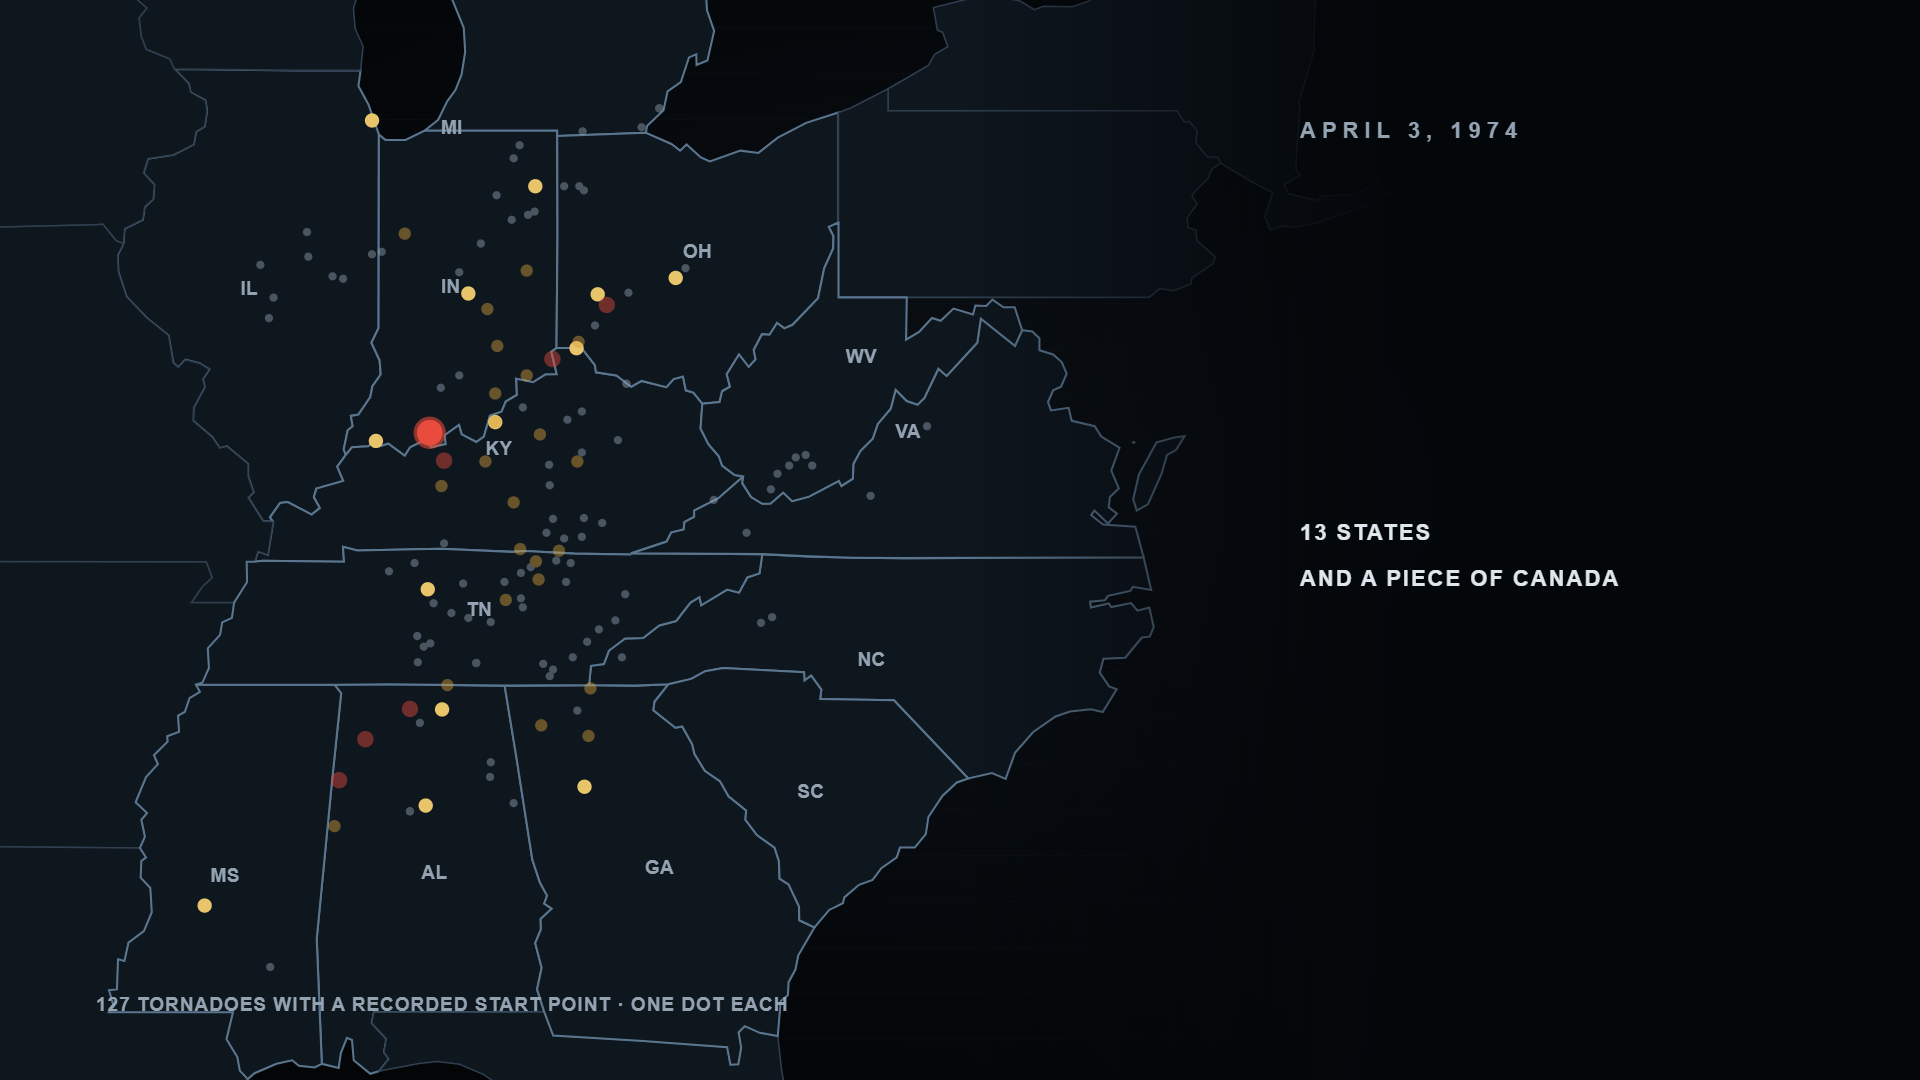 APRIL 3, 1974
MI
OH
IL
IN
WV
VA
KY
13 STATES
AND A PIECE OF CANADA
TN
NC
SC
MS
AL
GA
127 TORNADOES WITH A RECORDED START POINT · ONE DOT EACH